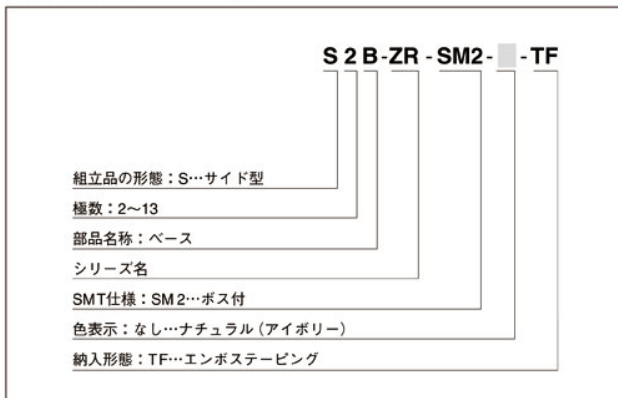 S 2 B-ZR-SM2- -TF
組立品の形態：S…サイド型
極数：2～13
部品名称：ベース
シリーズ名
SMT仕様：SM2…ボス付
色表示：なし…ナチュラル（アイボリー）
納入形態：TF…エンボステーピング